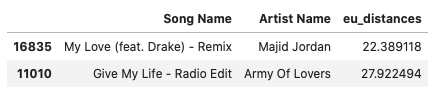 Song Name Artist Name eu_distances
16835 My Love (feat. Drake) - Remix Majid Jordan 22.389118
11010 Give My Life - Radio Edit Army Of Lovers 27.922494